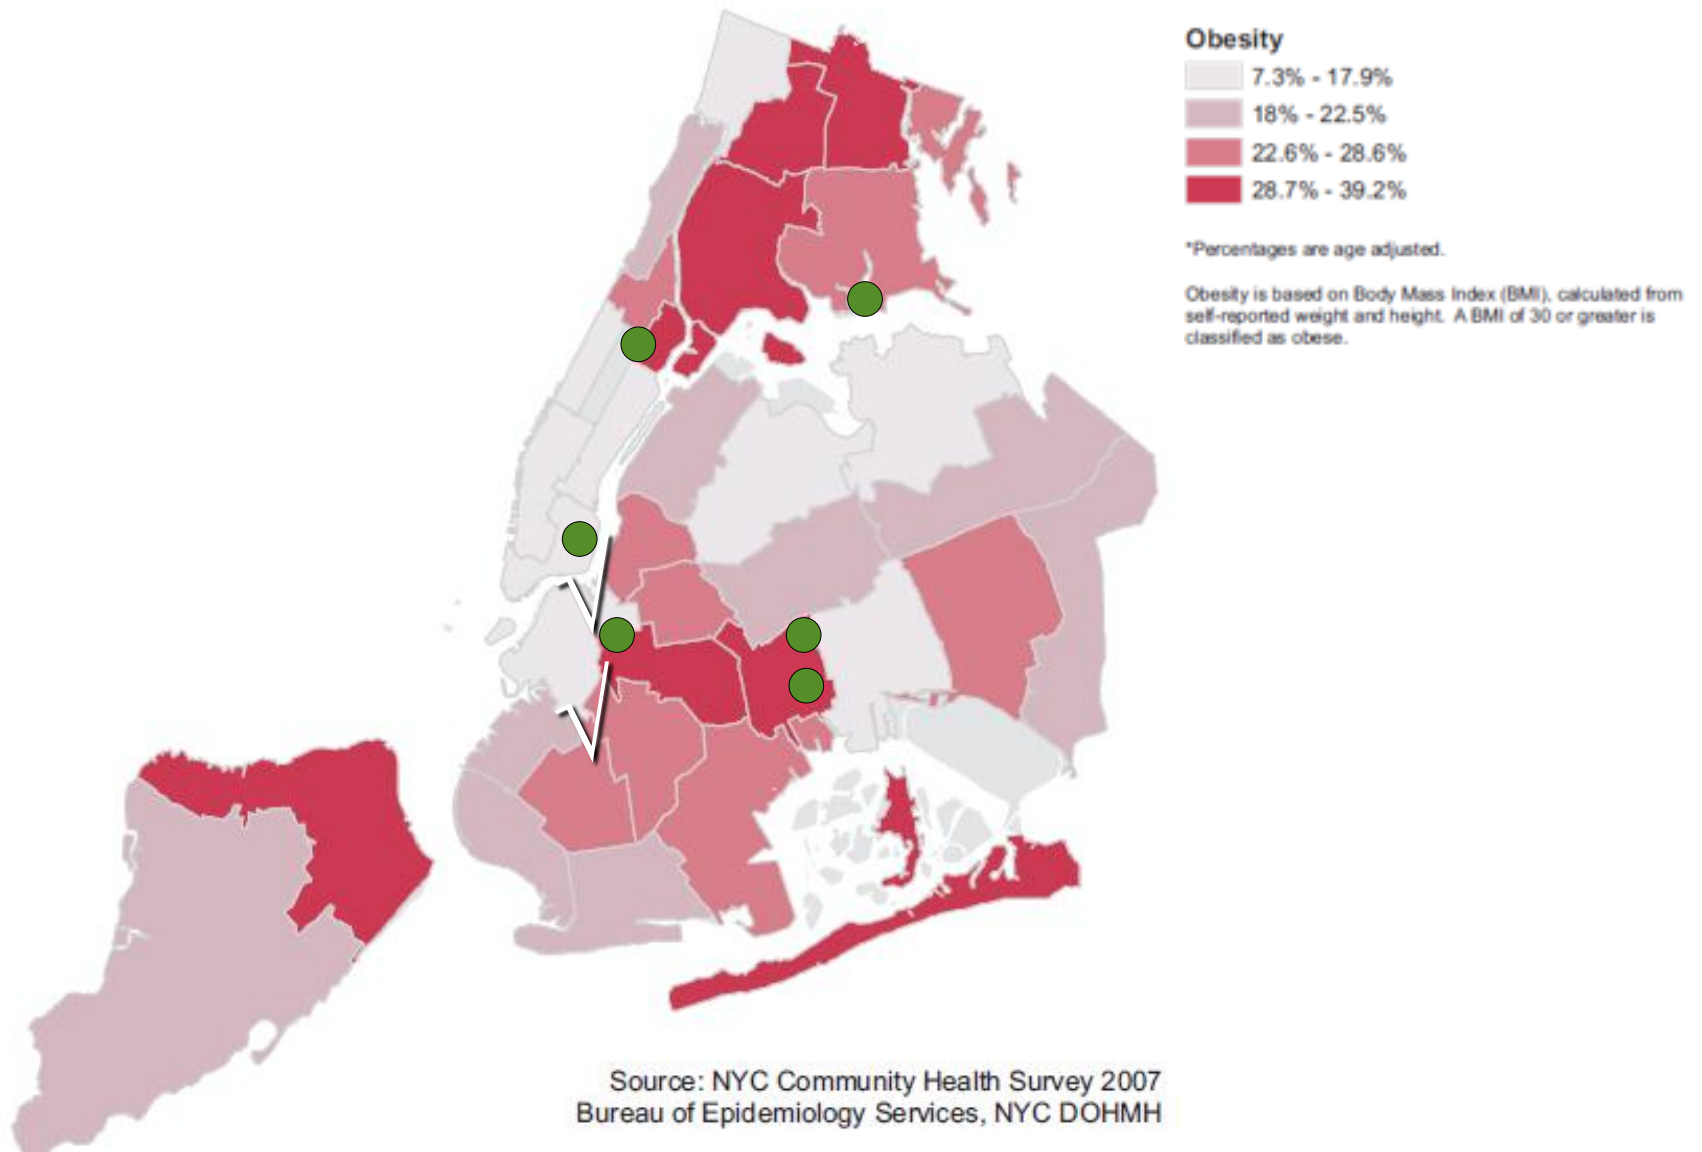 Obesity
7.3% - 17.9%
18% - 22.5%
22.6% - 28.6%
28.7% - 39.2%
*Percentages are age adjusted.
Obesity is based on Body Mass Index (BMI), calculated from
self-reported weight and height. A BMI of 30 or greater is
classified as obese.
Source: NYC Community Health Survey 2007
Bureau of Epidemiology Services, NYC DOHMH